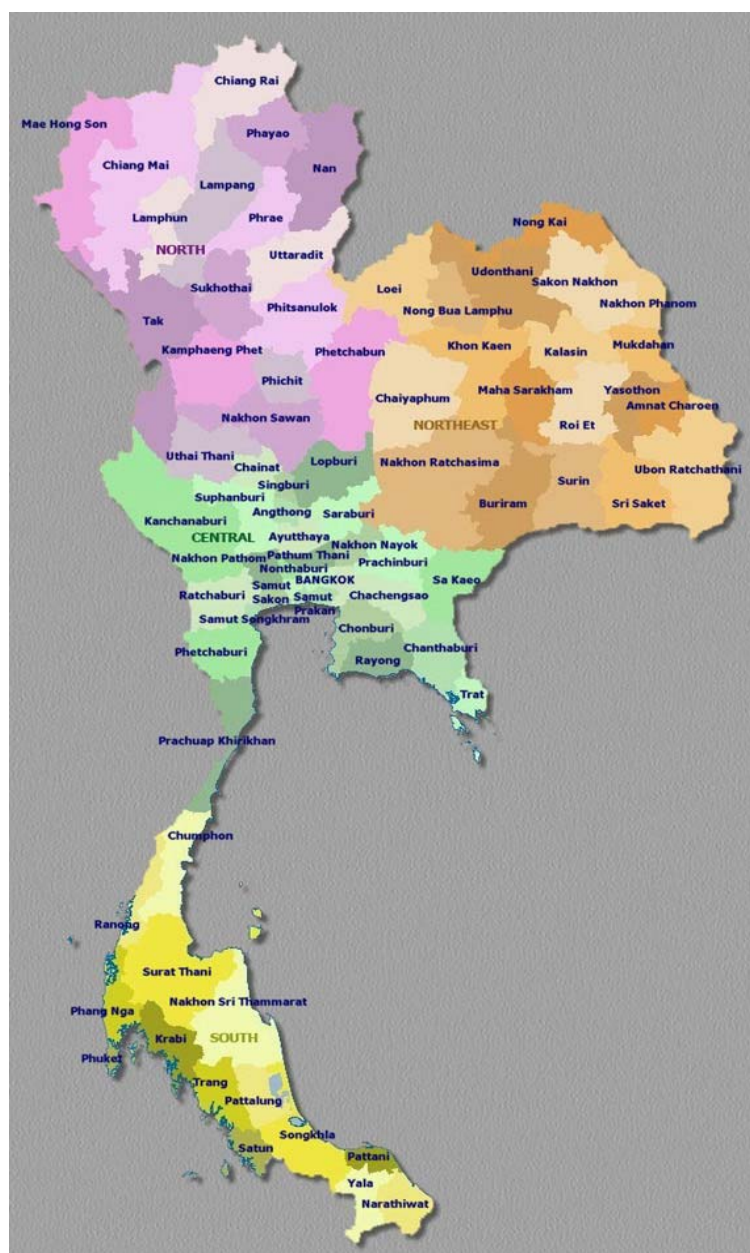 Chiang Rai
Mae Hong Son
Phayao
Chiang Mai
Nan
Lampang
Lamphun
Phrae
Nong Kai
NORTH
Uttaradit
Udonthani
Sakon Nakhon
Sukhothai
Loei
Nakhon Phanom
Phitsanulok
Nong Bua Lamphu
Tak
Khon Kaen
Mukdahan
Kamphaeng Phet
Phetchabun
Kalasin
Phichit
Maha Sarakham
Yasothon
Chaiyaphum
Amnat Charoen
Nakhon Sawan
NORTHEAST
Roi Et
Uthai Thani
Lopburi
Nakhon Ratchasima
Chainat
Ubon Ratchathani
Singburi
Surin
Suphanburi
Buriram
Sri Saket
Angthong
Saraburi
Kanchanaburi
CENTRAL
Ayutthaya
Nakhon Nayok
Nakhon Pathom
Pathum Thani
Prachinburi
Nonthaburi
BANGKOK
Sa Kaeo
Samut
Sakon
Ratchaburi
Chachengsao
Samut
Prakan
Samut Songkhram
Chonburi
Phetchaburi
Chanthaburi
Rayong
Trat
Prachuap Khirikhan
Chumphon
Ranong
Surat Thani
Nakhon Sri Thammarat
Phang Nga
Krabi
SOUTH
Phuket
Trang
Pattalung
Songkhla
Satun
Pattani
Yala
Narathiwat